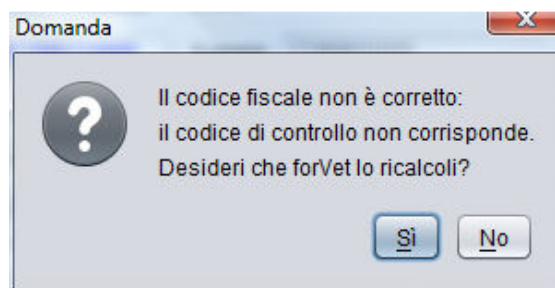 Domanda
Il codice fiscale non è corretto:
il codice di controllo non corrisponde.
Desideri che forVet lo ricalcoli?
Sì
No